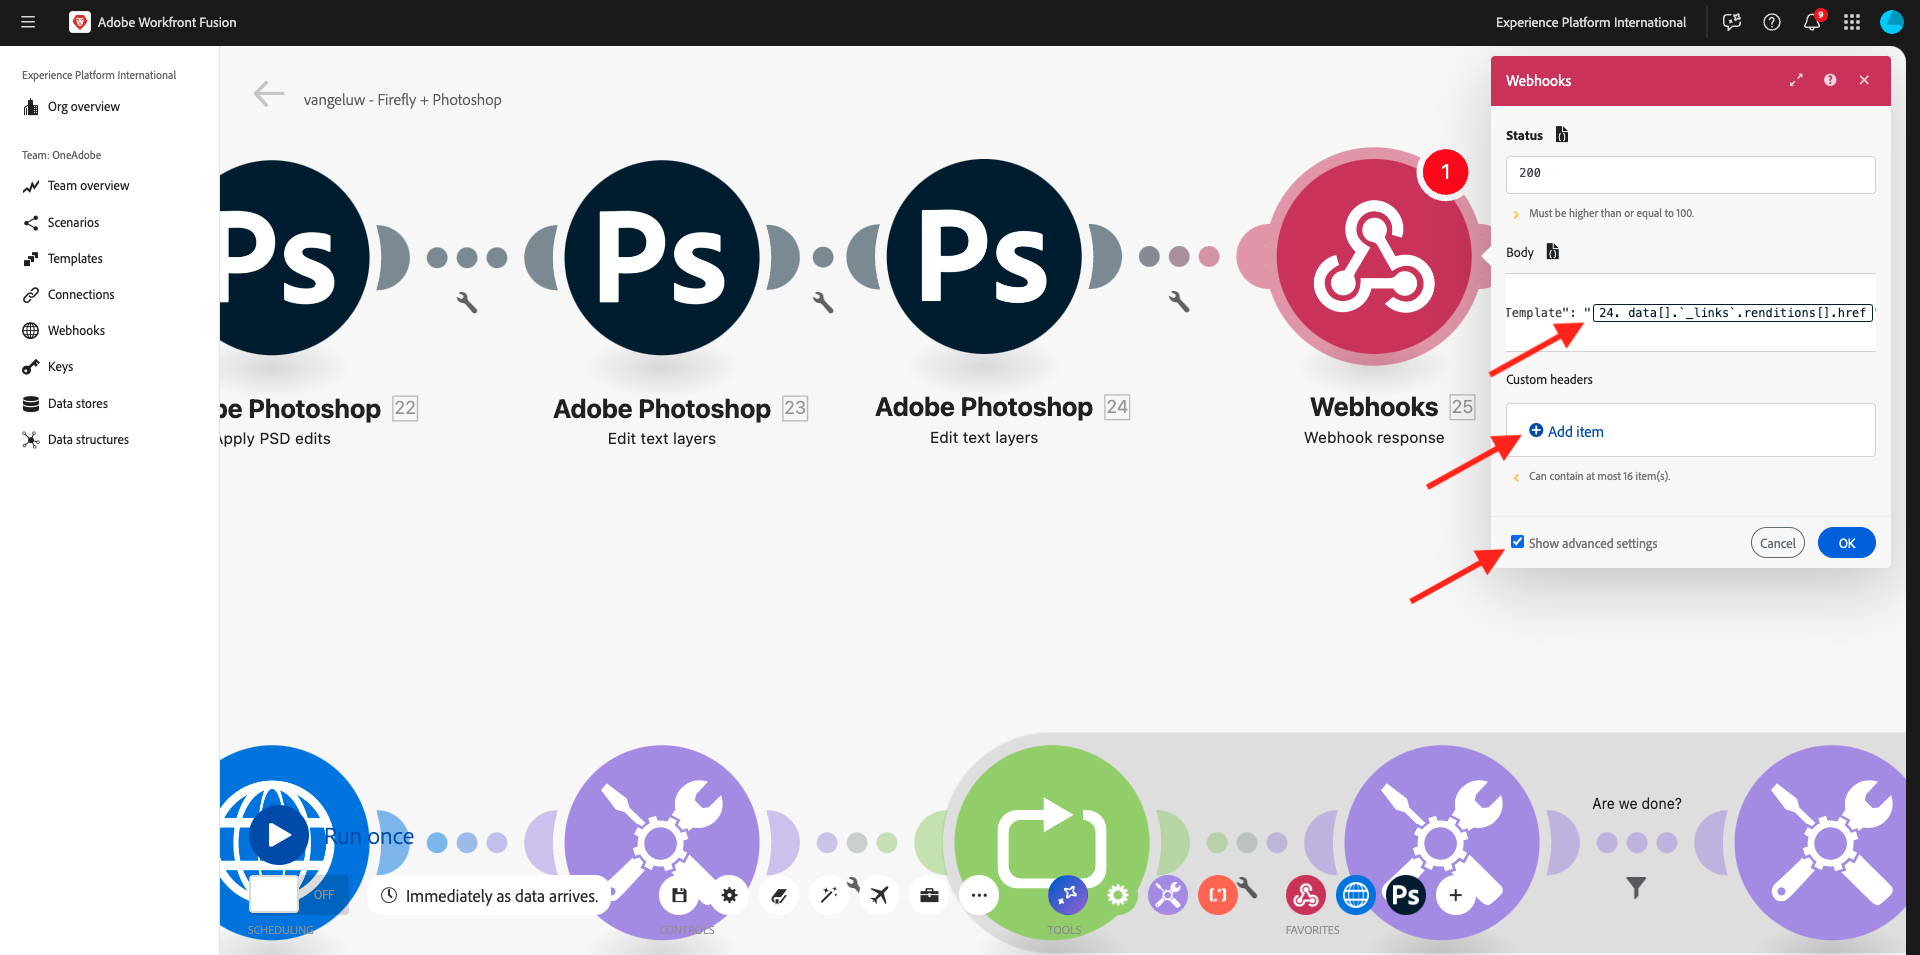 Adobe Workfront Fusion
Experience Platform International
9
Experience Platform International
Org overview
Team: OneAdobe
Team overview
Scenarios
Templates
Connections
Webhooks
Keys
Data stores
Data structures
vangeluw - Firefly + Photoshop
Ps
Ps
Ps
1
be Photoshop 22
Apply PSD edits
Adobe Photoshop 23
Edit text layers
Adobe Photoshop 24
Edit text layers
Webhooks 25
Webhook response
Webhooks
Status
200
Must be higher than or equal to 100.
Body
Template": "24. data[].`_links`.renditions[].href"
Custom headers
Add item
Can contain at most 16 item(s).
Show advanced settings
Cancel
OK
Are we done?
Run once
OFF
Immediately as data arrives.
Ps
SCHEDULING
CONTROLS
TOOLS
FAVORITES